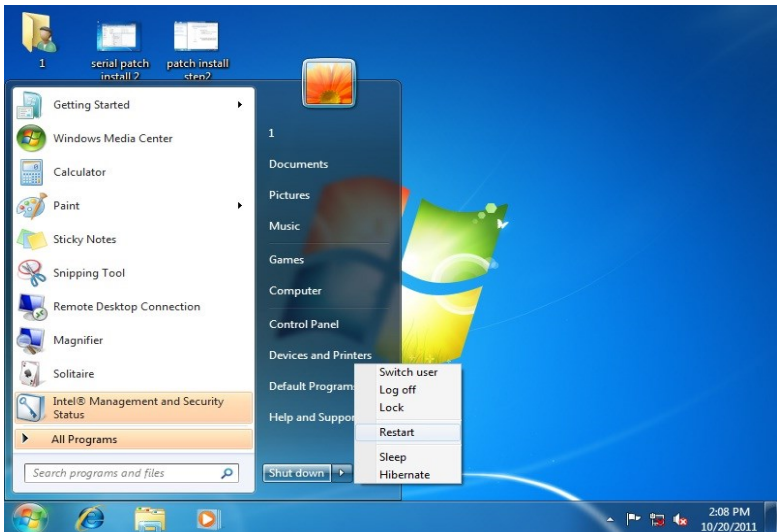 1
serial patch
install 2
patch install
step2
Getting Started
Windows Media Center
Calculator
Paint
Sticky Notes
Snipping Tool
Remote Desktop Connection
Magnifier
Solitaire
Intel® Management and Security
Status
All Programs
Search programs and files
1
Documents
Pictures
Music
Games
Computer
Control Panel
Devices and Printers
Default Program
Help and Suppor
Shut down
Switch user
Log off
Lock
Restart
Sleep
Hibernate
2:08 PM
10/20/2011